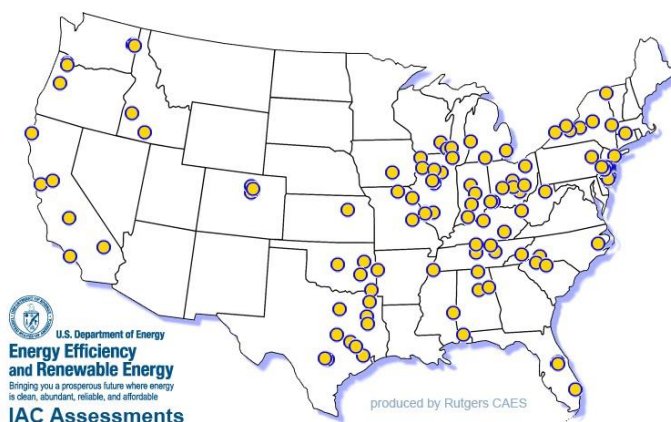 U.S. Department of Energy
Energy Efficiency
and Renewable Energy
Bringing you a prosperous future where energy
is clean, abundant, reliable, and affordable
IAC Assessments
produced by Rutgers CAES